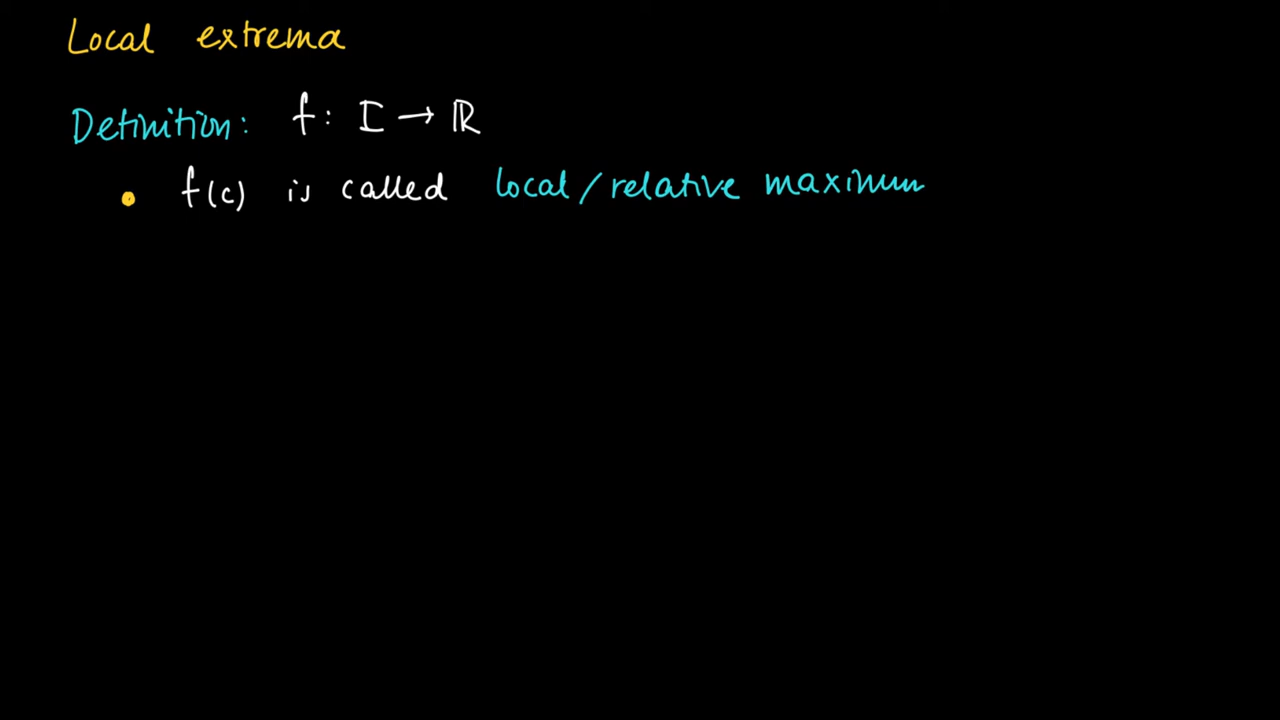 Local extrema
Definition: f: I → ℝ
• f(c) is called local/relative maximum